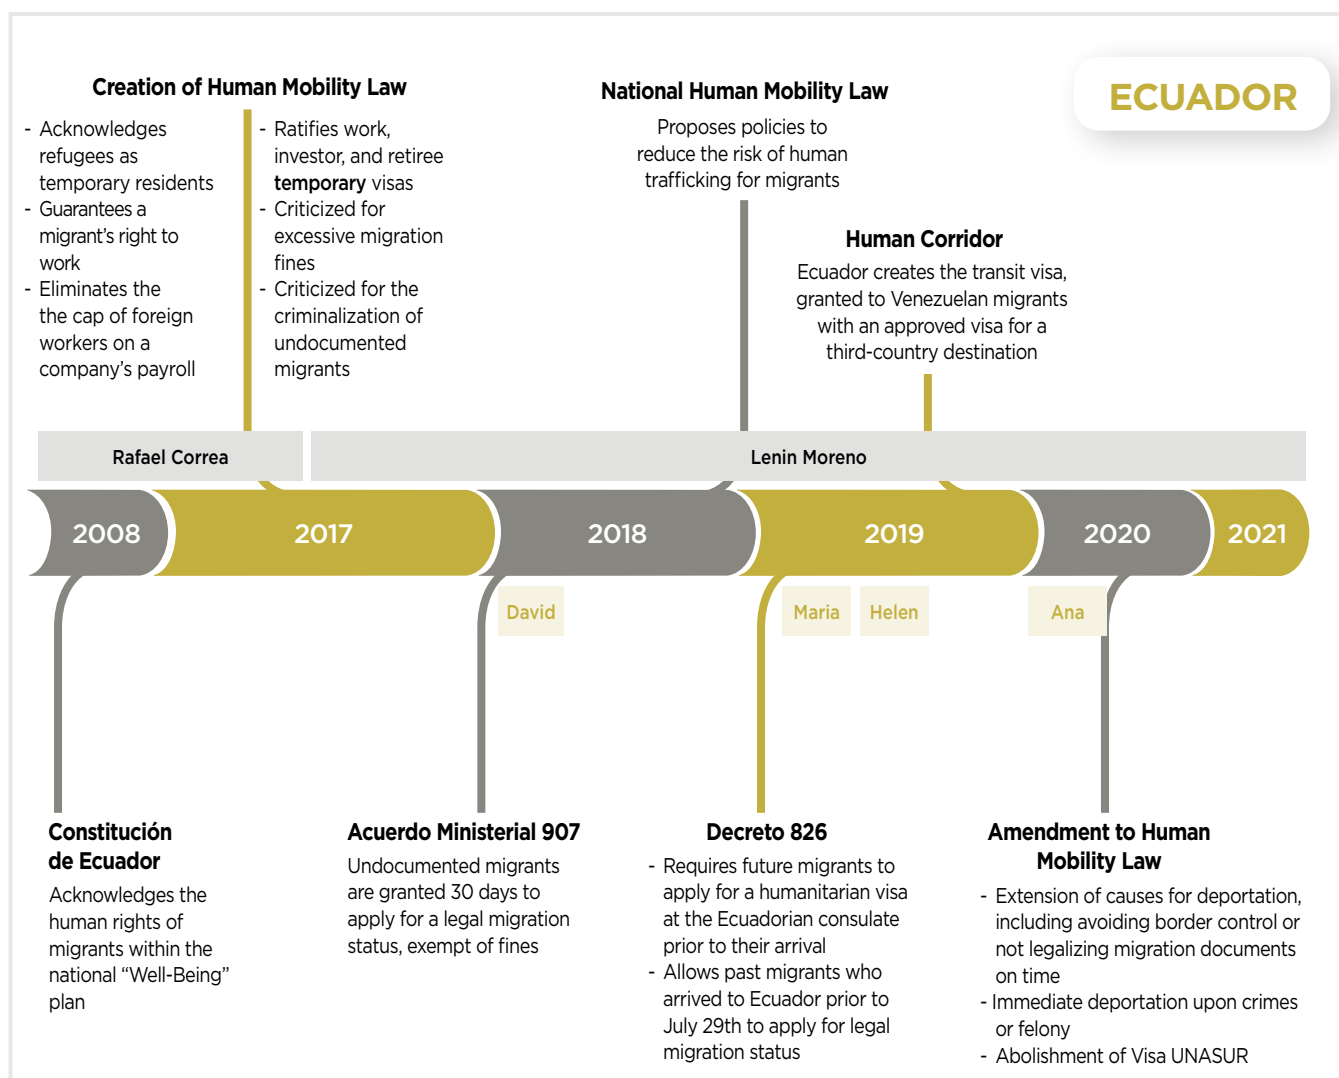 ECUADOR
Creation of Human Mobility Law
- Acknowledges
refugees as
temporary residents
- Guarantees a
migrant's right to
work
- Eliminates the
the cap of foreign
workers on a
company's payroll
- Ratifies work,
investor, and retiree
temporary visas
- Criticized for
excessive migration
fines
- Criticized for the
criminalization of
undocumented
migrants
National Human Mobility Law
Proposes policies to
reduce the risk of human
trafficking for migrants
Human Corridor
Ecuador creates the transit visa,
granted to Venezuelan migrants
with an approved visa for a
third-country destination
Rafael Correa
Lenin Moreno
2008
2017
2018
2019
2020
2021
David
Maria
Helen
Ana
Constitución
de Ecuador
Acknowledges the
human rights of
migrants within the
national “Well-Being”
plan
Acuerdo Ministerial 907
Undocumented migrants
are granted 30 days to
apply for a legal migration
status, exempt of fines
Decreto 826
- Requires future migrants to
apply for a humanitarian visa
at the Ecuadorian consulate
prior to their arrival
- Allows past migrants who
arrived to Ecuador prior to
July 29th to apply for legal
migration status
Amendment to Human
Mobility Law
- Extension of causes for deportation,
including avoiding border control or
not legalizing migration documents
on time
- Immediate deportation upon crimes
or felony
- Abolishment of Visa UNASUR